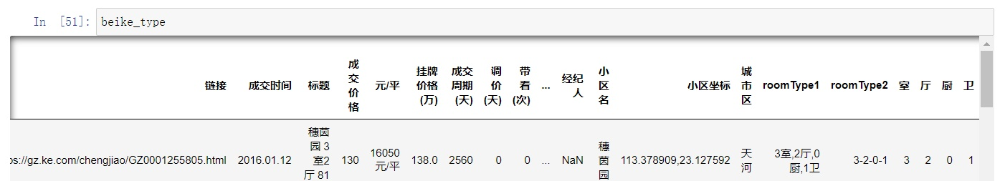 In [51]: beike_type
链接 成交时间 标题 成交价格 元/平 挂牌价格(万) 成交周期(天) 调价(天) 带看(次) ... 经纪人 小区名 小区坐标 城市区 roomType1 roomType2 室 厅 厨 卫
ps://gz.ke.com/chengjiao/GZ0001255805.html 2016.01.12 穗茵园 3室2厅 81 130 16050元/平 138.0 2560 0 0 ... NaN 穗茵园 113.378909,23.127592 天河 3室,2厅,0厨,1卫 3-2-0-1 3 2 0 1